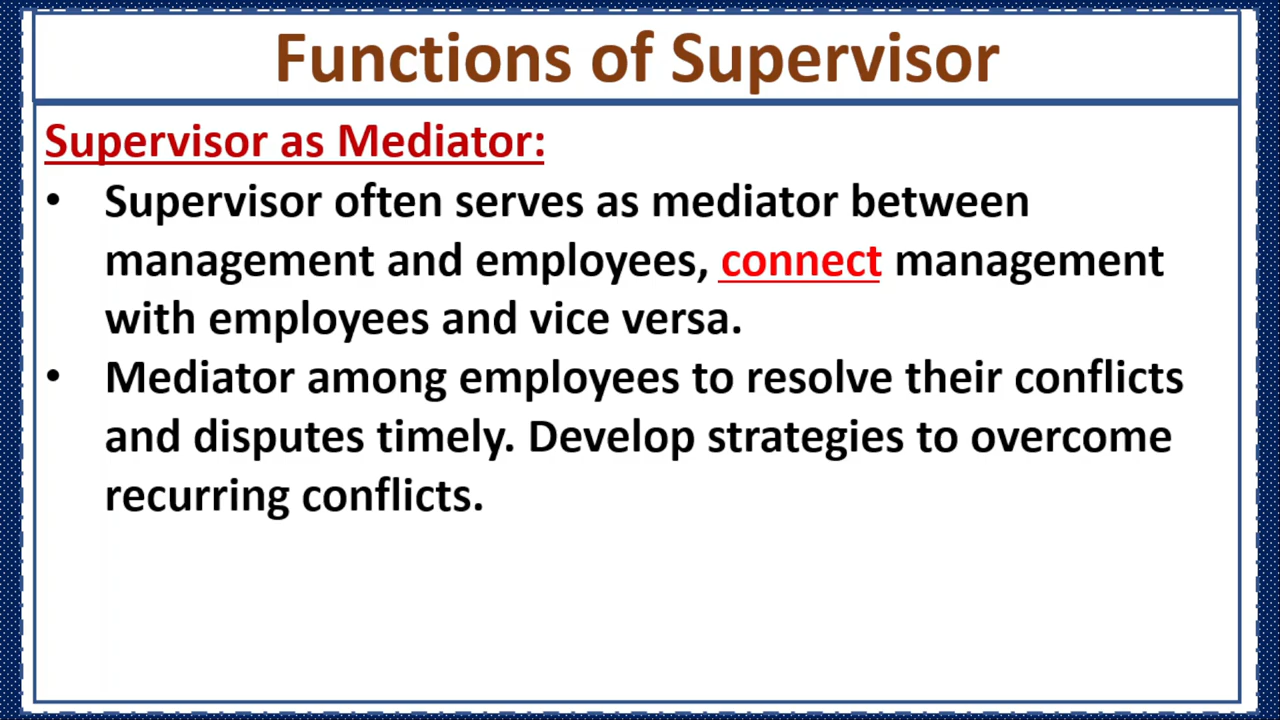 Functions of Supervisor
Supervisor as Mediator:
• Supervisor often serves as mediator between
management and employees, connect management
with employees and vice versa.
• Mediator among employees to resolve their conflicts
and disputes timely. Develop strategies to overcome
recurring conflicts.